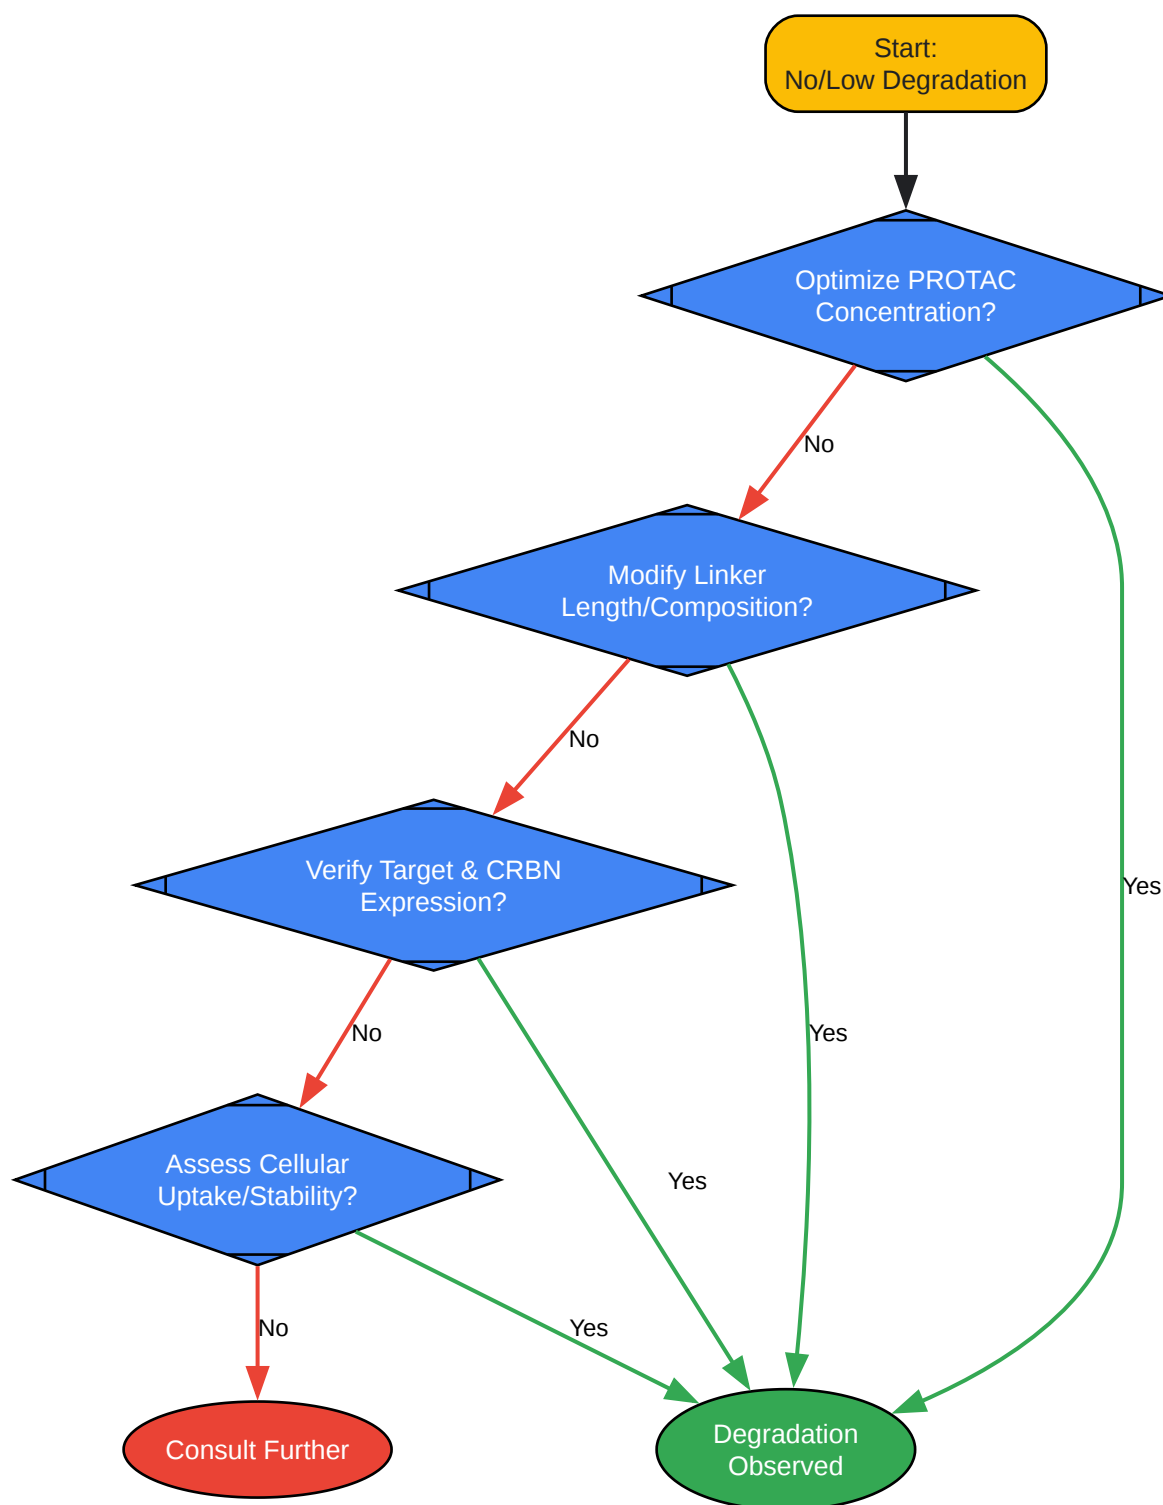 Start:
No/Low Degradation
Optimize PROTAC
Concentration?
No
Modify Linker
Length/Composition?
No
Verify Target & CRBN
Expression?
Yes
No
Yes
Assess Cellular
Uptake/Stability?
Yes
No
Yes
Consult Further
Degradation
Observed